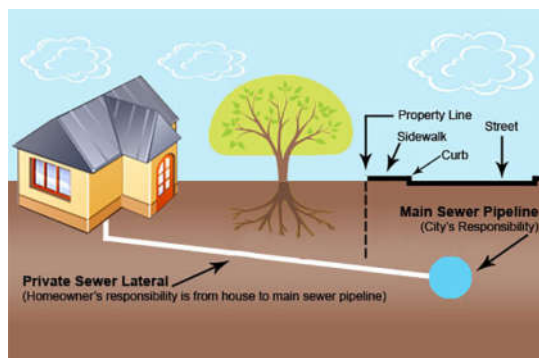 Property Line
Sidewalk
Street
Curb
Main Sewer Pipeline
(City's Responsibility)
Private Sewer Lateral
(Homeowner's responsibility is from house to main sewer pipeline)